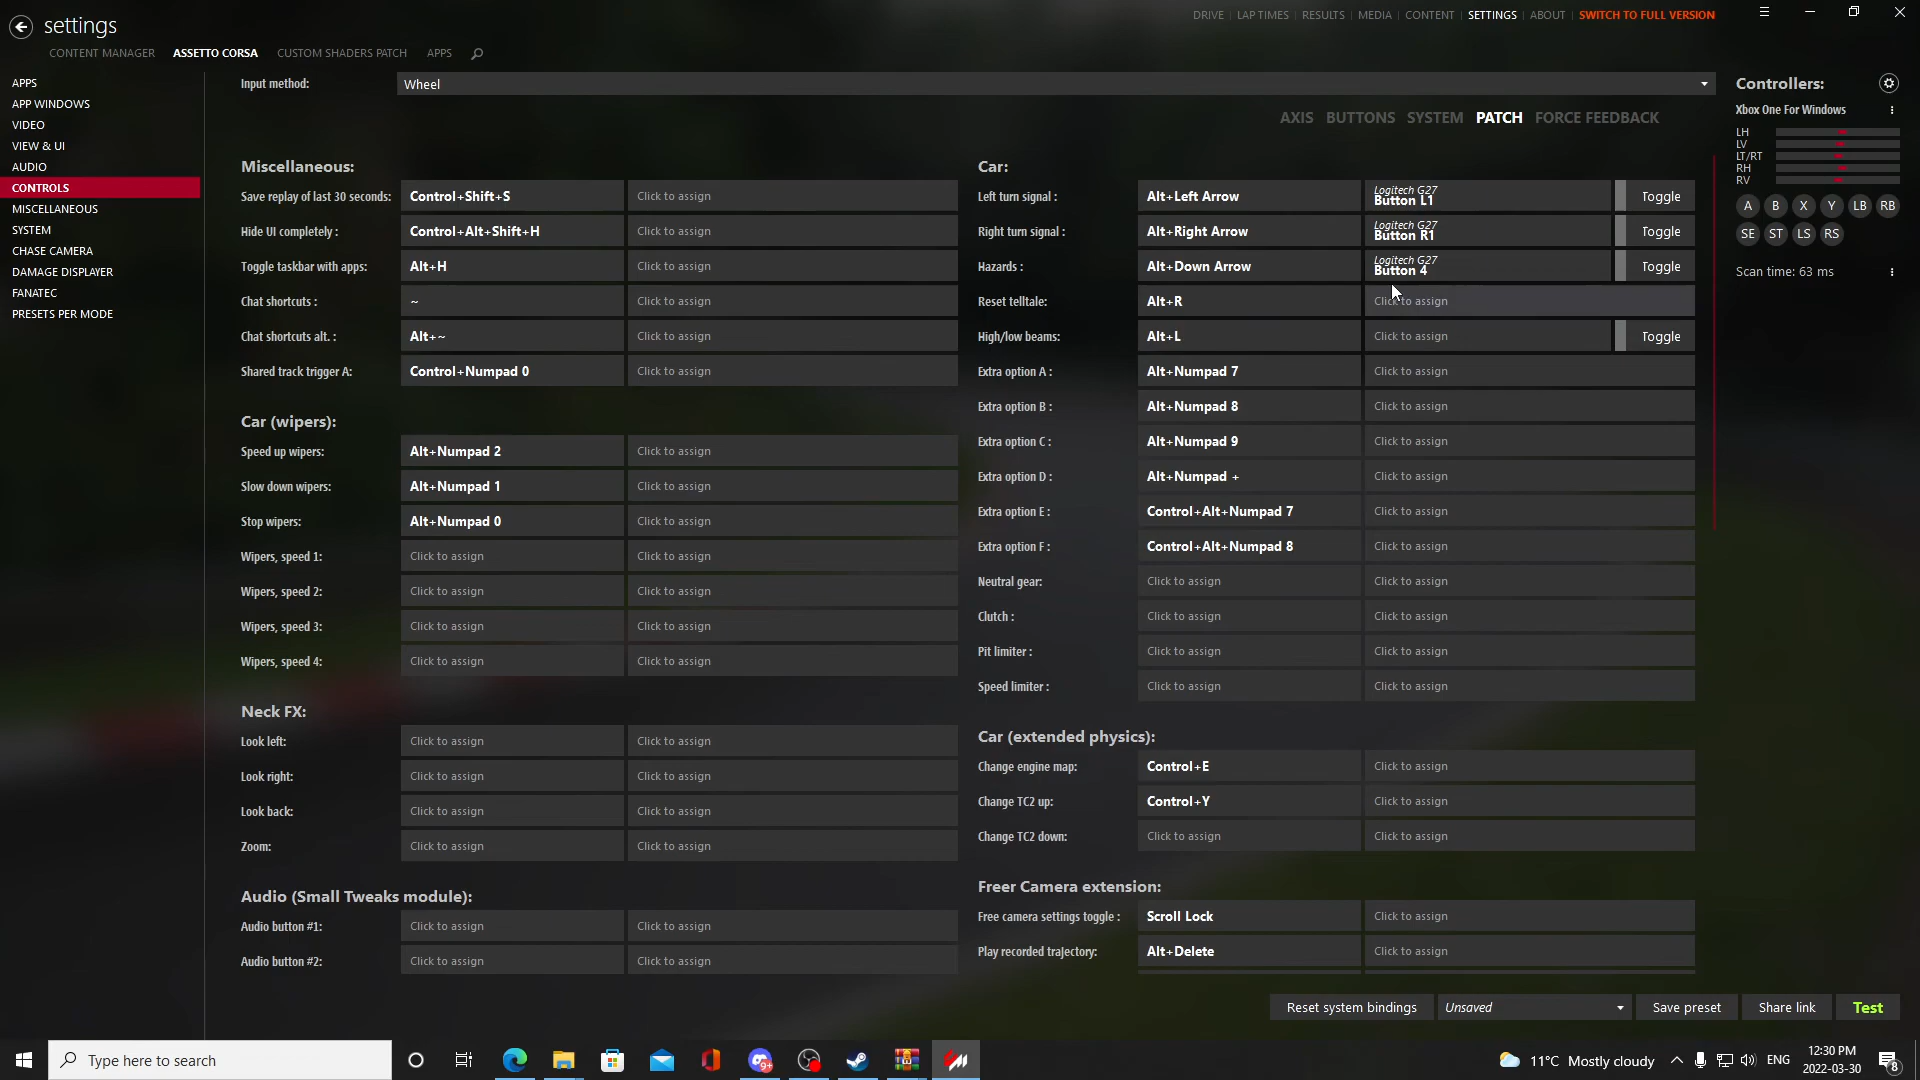 settings
DRIVE | LAP TIMES | RESULTS | MEDIA | CONTENT | SETTINGS | ABOUT | SWITCH TO FULL VERSION
CONTENT MANAGER ASSETTO CORSA CUSTOM SHADERS PATCH APPS
APPS
APP WINDOWS
VIDEO
VIEW & UI
AUDIO
CONTROLS
MISCELLANEOUS
SYSTEM
CHASE CAMERA
DAMAGE DISPLAYER
FANATEC
PRESETS PER MODE
Input method: Wheel
AXIS BUTTONS SYSTEM PATCH FORCE FEEDBACK
Miscellaneous:
Save replay of last 30 seconds: Control+Shift+S Click to assign
Hide UI completely : Control+Alt+Shift+H Click to assign
Toggle taskbar with apps: Alt+H Click to assign
Chat shortcuts : ~ Click to assign
Chat shortcuts alt. : Alt+~ Click to assign
Shared track trigger A: Control+Numpad 0 Click to assign
Car (wipers):
Speed up wipers: Alt+Numpad 2 Click to assign
Slow down wipers: Alt+Numpad 1 Click to assign
Stop wipers: Alt+Numpad 0 Click to assign
Wipers, speed 1: Click to assign Click to assign
Wipers, speed 2: Click to assign Click to assign
Wipers, speed 3: Click to assign Click to assign
Wipers, speed 4: Click to assign Click to assign
Neck FX:
Look left: Click to assign Click to assign
Look right: Click to assign Click to assign
Look back: Click to assign Click to assign
Zoom: Click to assign Click to assign
Audio (Small Tweaks module):
Audio button #1: Click to assign Click to assign
Audio button #2: Click to assign Click to assign
Car:
Left turn signal : Alt+Left Arrow Logitech G27 Button L1 Toggle
Right turn signal : Alt+Right Arrow Logitech G27 Button R1 Toggle
Hazards : Alt+Down Arrow Logitech G27 Button 4 Toggle
Reset telltale: Alt+R Click to assign
High/low beams: Alt+L Click to assign Toggle
Extra option A : Alt+Numpad 7 Click to assign
Extra option B : Alt+Numpad 8 Click to assign
Extra option C : Alt+Numpad 9 Click to assign
Extra option D : Alt+Numpad + Click to assign
Extra option E : Control+Alt+Numpad 7 Click to assign
Extra option F : Control+Alt+Numpad 8 Click to assign
Neutral gear: Click to assign Click to assign
Clutch : Click to assign Click to assign
Pit limiter : Click to assign Click to assign
Speed limiter : Click to assign Click to assign
Car (extended physics):
Change engine map: Control+E Click to assign
Change TC2 up: Control+Y Click to assign
Change TC2 down: Click to assign Click to assign
Freer Camera extension:
Free camera settings toggle : Scroll Lock Click to assign
Play recorded trajectory: Alt+Delete Click to assign
Reset system bindings Unsaved Save preset Share link Test
Controllers:
Xbox One For Windows
LH
LV
LT/RT
RH
RV
A B X Y LB RB
SE ST LS RS
Scan time: 63 ms
Type here to search
9+
11°C Mostly cloudy
ENG
12:30 PM
2022-03-30
8